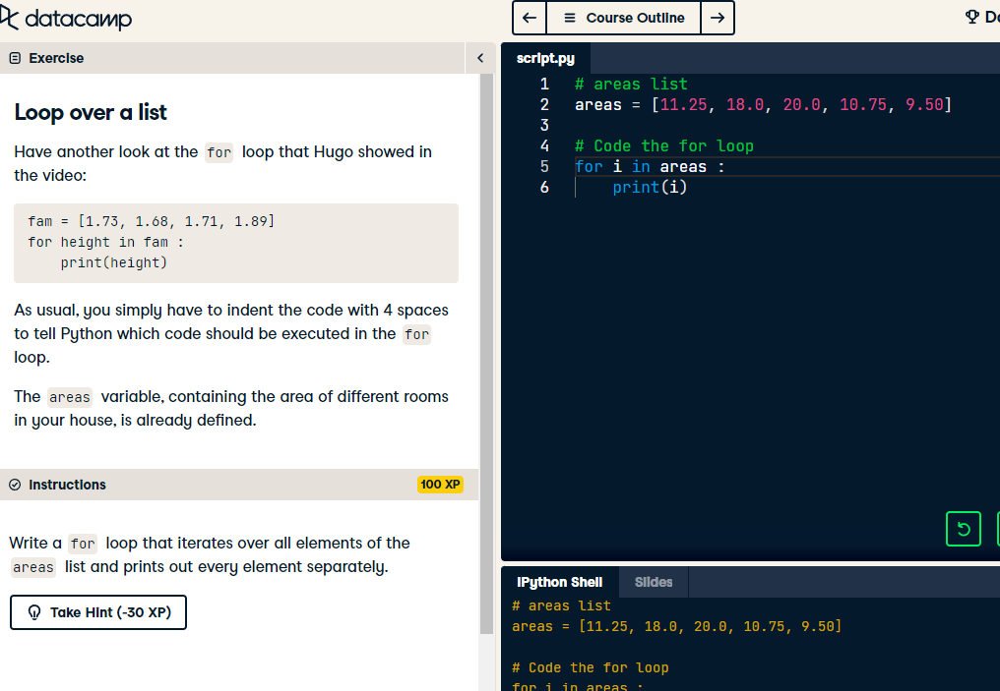 datacamp
Course Outline
Exercise
Loop over a list
Have another look at the for loop that Hugo showed in
the video:
fam = [1.73, 1.68, 1.71, 1.89]
for height in fam :
    print(height)
As usual, you simply have to indent the code with 4 spaces
to tell Python which code should be executed in the for
loop.
The areas variable, containing the area of different rooms
in your house, is already defined.
Instructions 100 XP
Write a for loop that iterates over all elements of the
areas list and prints out every element separately.
Take Hint (-30 XP)
script.py
1 # areas list
2 areas = [11.25, 18.0, 20.0, 10.75, 9.50]
3
4 # Code the for loop
5 for i in areas :
6     print(i)
IPython Shell Slides
# areas list
areas = [11.25, 18.0, 20.0, 10.75, 9.50]
# Code the for loop
for i in areas :